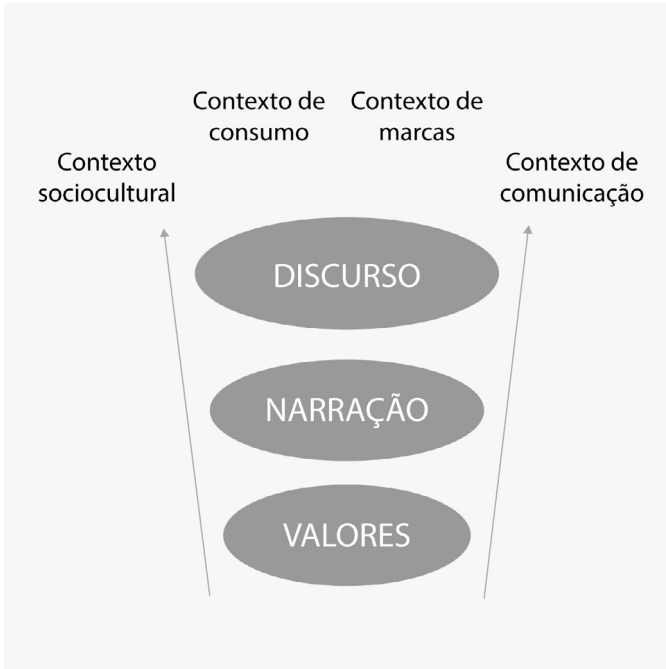 Contexto de
consumo
Contexto de
marcas
Contexto
sociocultural
Contexto de
comunicação
DISCURSO
NARRAÇÃO
VALORES